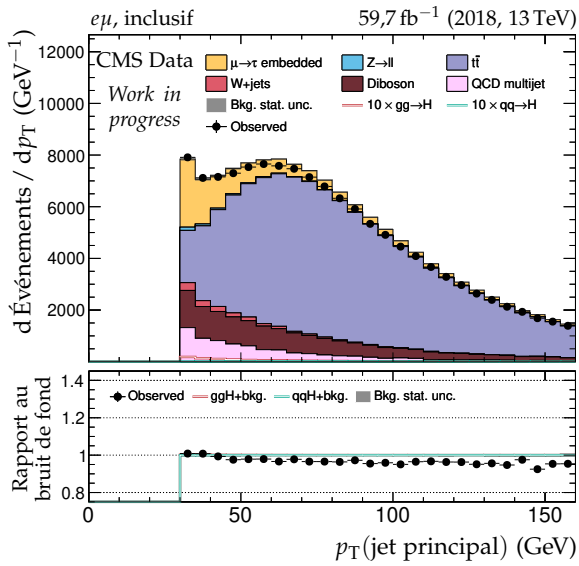 eμ, inclusif 59,7 fb⁻¹ (2018, 13 TeV)
CMS Data
Work in
progress
μ→τ embedded Z→ll tt̄
W+jets Diboson QCD multijet
Bkg. stat. unc. 10 × gg→H 10 × qq→H
Observed
12000
10000
8000
6000
4000
2000
d Événements / dp_T (GeV⁻¹)
Observed ggH+bkg. qqH+bkg. Bkg. stat. unc.
1.4
1.2
1
0.8
Rapport au
bruit de fond
0 50 100 150
p_T(jet principal) (GeV)